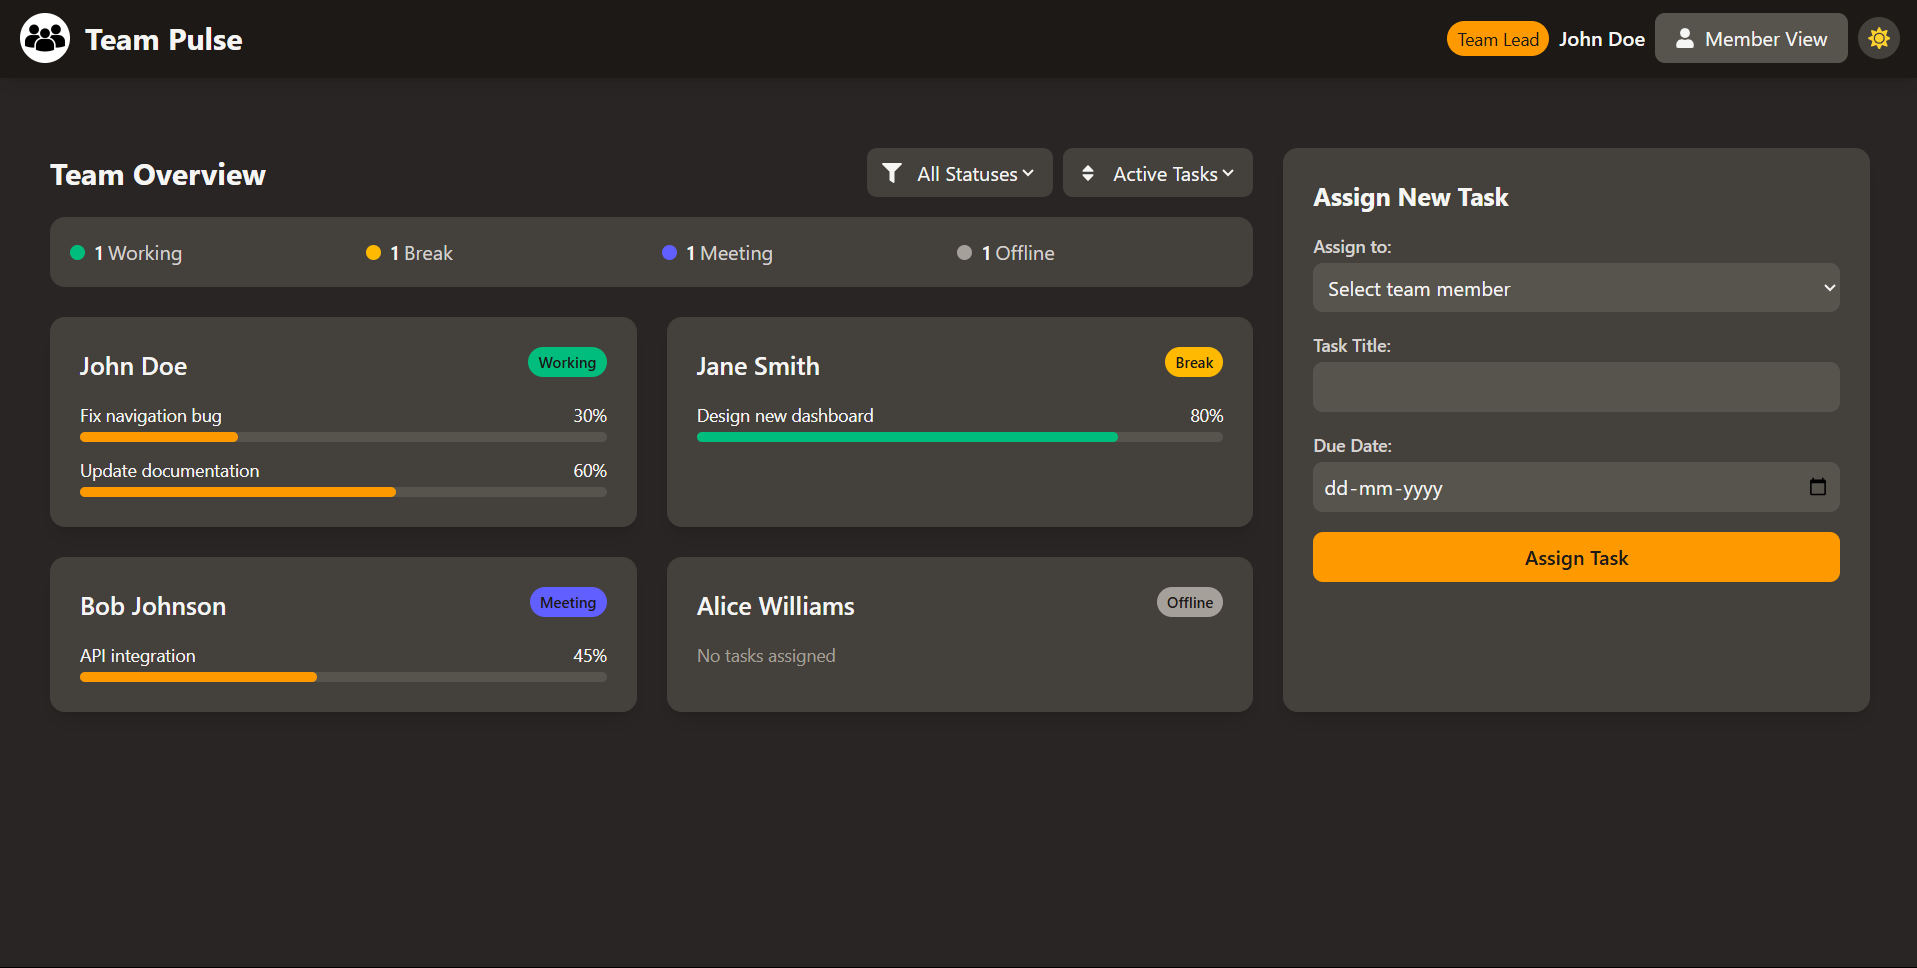 Team Pulse
Team Lead John Doe Member View
Team Overview
All Statuses
Active Tasks
1 Working
1 Break
1 Meeting
1 Offline
John Doe
Working
Fix navigation bug 30%
Update documentation 60%
Jane Smith
Break
Design new dashboard 80%
Bob Johnson
Meeting
API integration 45%
Alice Williams
Offline
No tasks assigned
Assign New Task
Assign to:
Select team member
Task Title:
Due Date:
dd-mm-yyyy
Assign Task